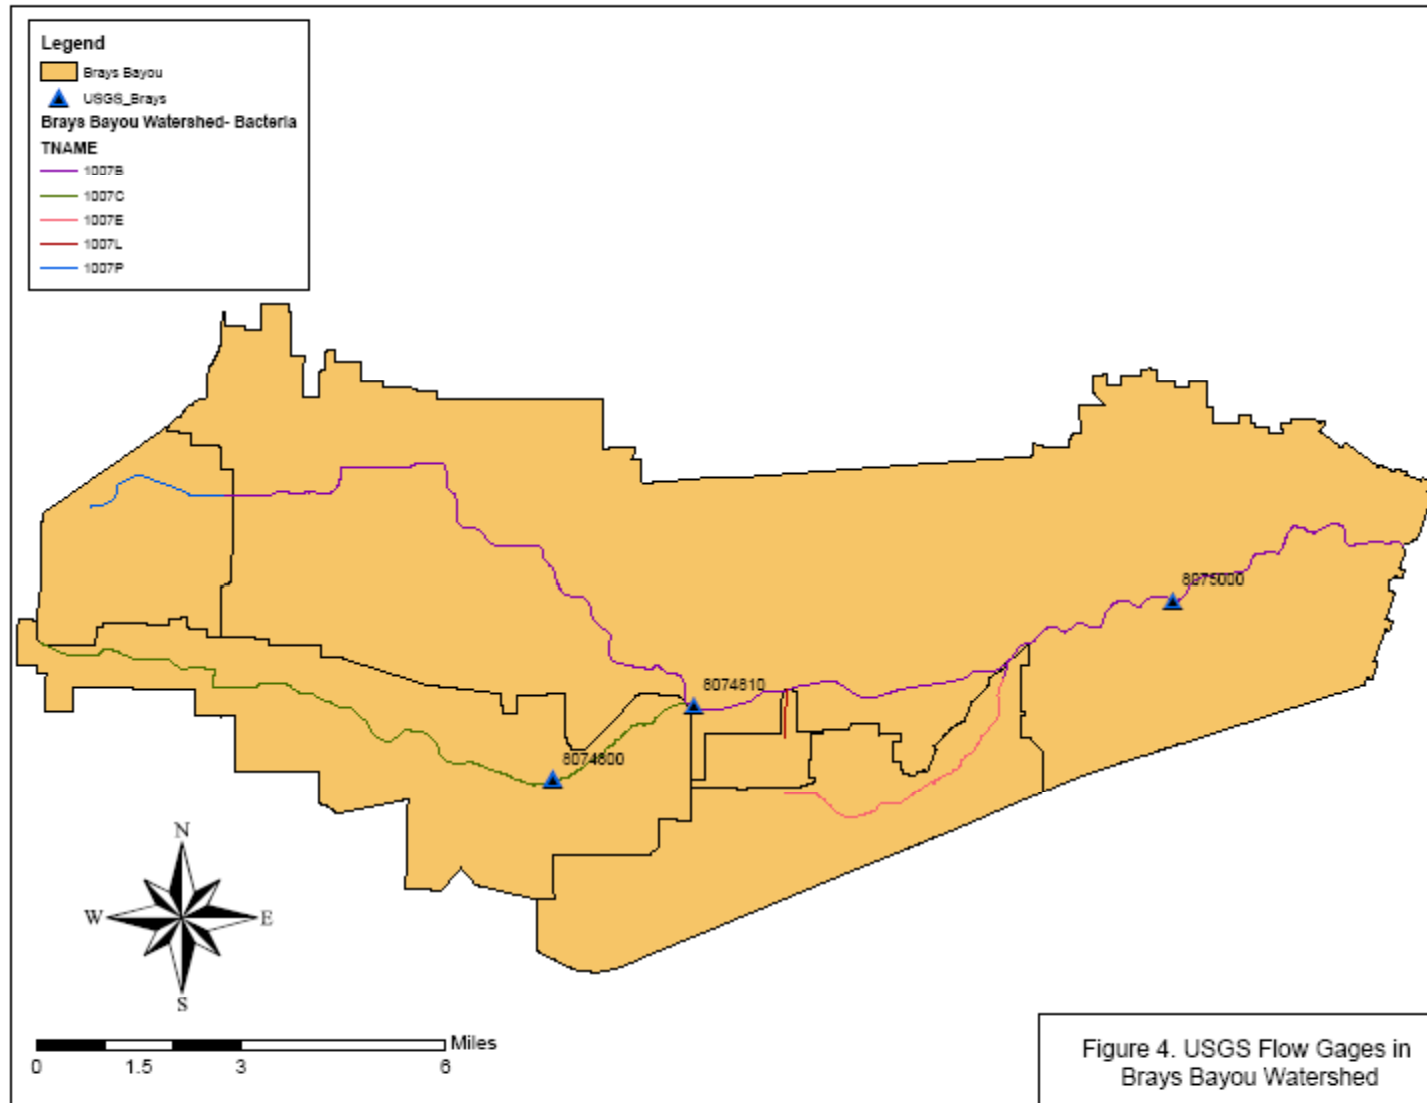 Legend
Brays Bayou
USGS_Brays
Brays Bayou Watershed- Bacteria
TNAME
1007B
1007C
1007E
1007L
1007P
8075000
8074810
8074800
N
W E
S
Miles
0 1.5 3 6
Figure 4. USGS Flow Gages in
Brays Bayou Watershed